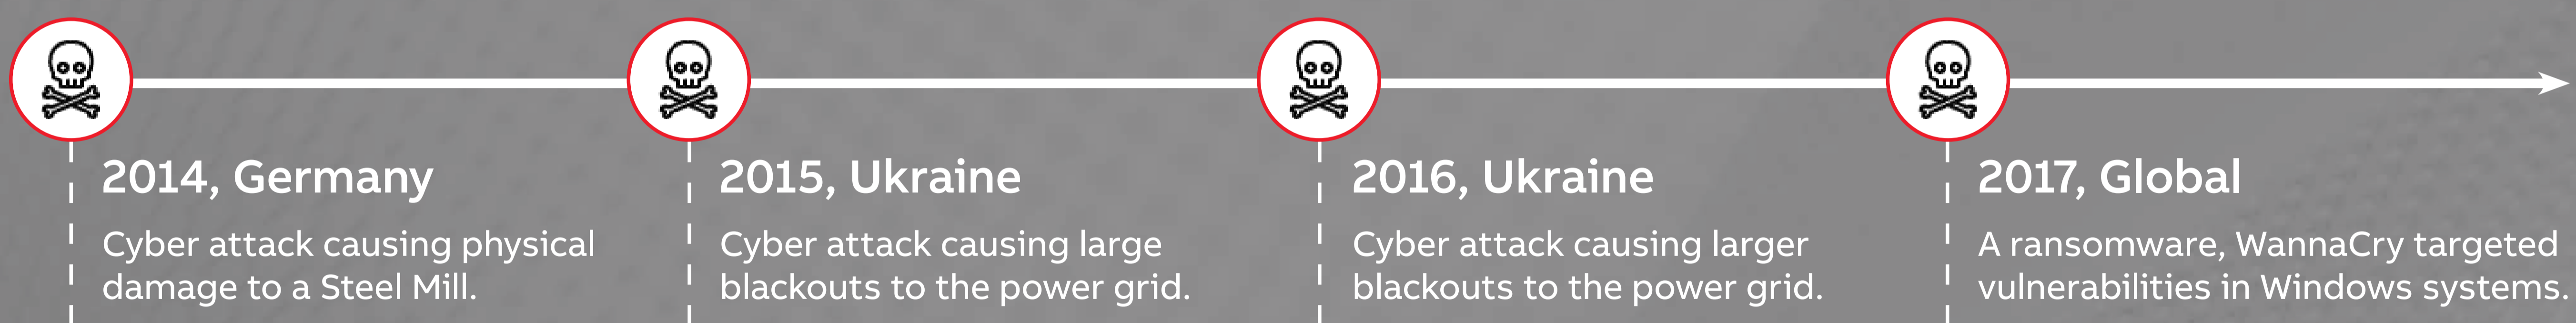 2014, Germany
Cyber attack causing physical
damage to a Steel Mill.
2015, Ukraine
Cyber attack causing large
blackouts to the power grid.
2016, Ukraine
Cyber attack causing larger
blackouts to the power grid.
2017, Global
A ransomware, WannaCry targeted
vulnerabilities in Windows systems.